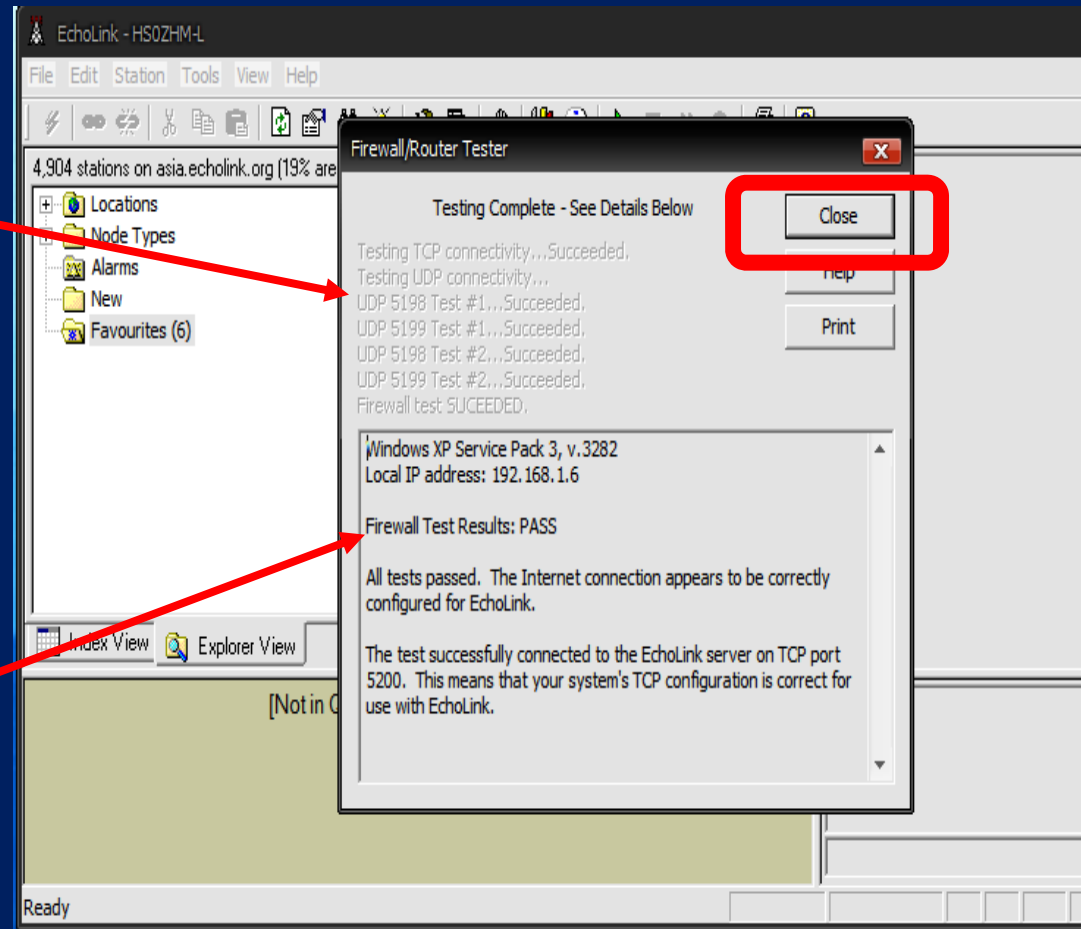 EchoLink - HS0ZHM-L
File Edit Station Tools View Help
4,904 stations on asia.echolink.org (19% are
Locations
Node Types
Alarms
New
Favourites (6)
Index View
Explorer View
[Not in
Ready
Firewall/Router Tester
Testing Complete - See Details Below
Close
Help
Print
Testing TCP connectivity...Succeeded.
Testing UDP connectivity...
UDP 5198 Test #1...Succeeded.
UDP 5199 Test #1...Succeeded.
UDP 5198 Test #2...Succeeded.
UDP 5199 Test #2...Succeeded.
Firewall test SUCEEDED.
Windows XP Service Pack 3, v.3282
Local IP address: 192.168.1.6
Firewall Test Results: PASS
All tests passed. The Internet connection appears to be correctly
configured for EchoLink.
The test successfully connected to the EchoLink server on TCP port
5200. This means that your system's TCP configuration is correct for
use with EchoLink.